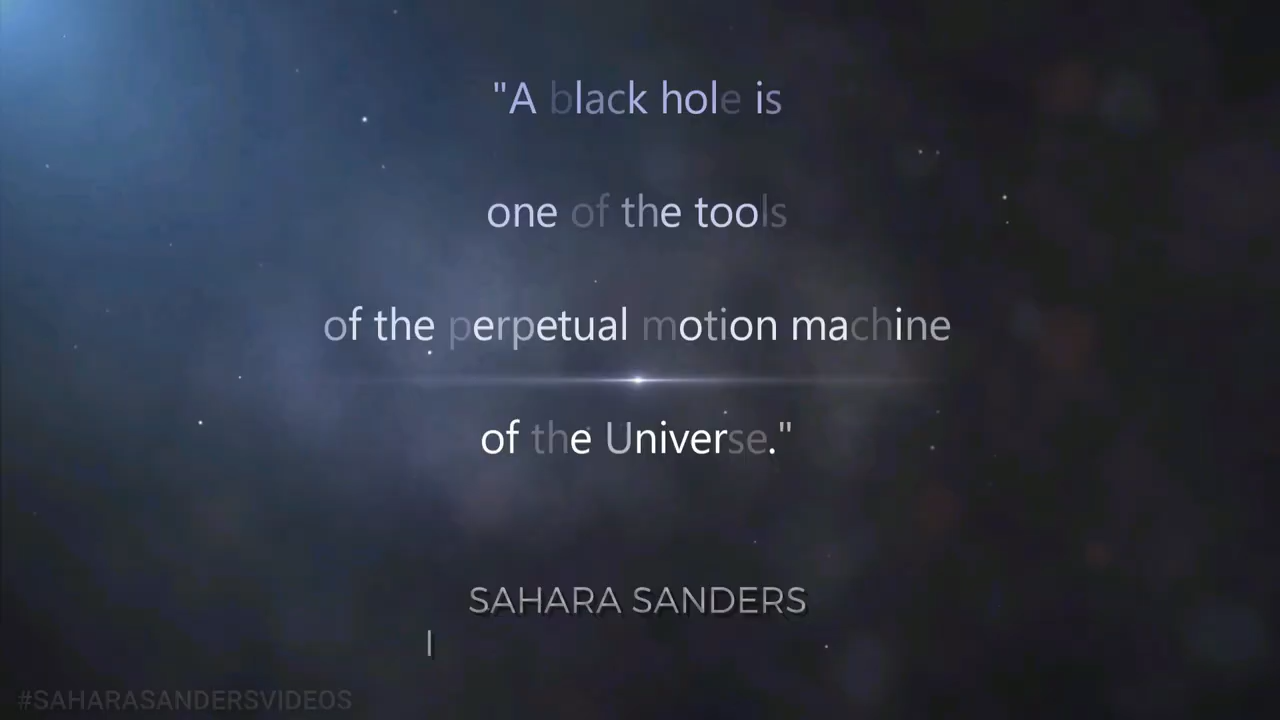 "A black hole is
one of the tools
of the perpetual motion machine
of the Universe."
SAHARA SANDERS
#SAHARASANDERSVIDEOS